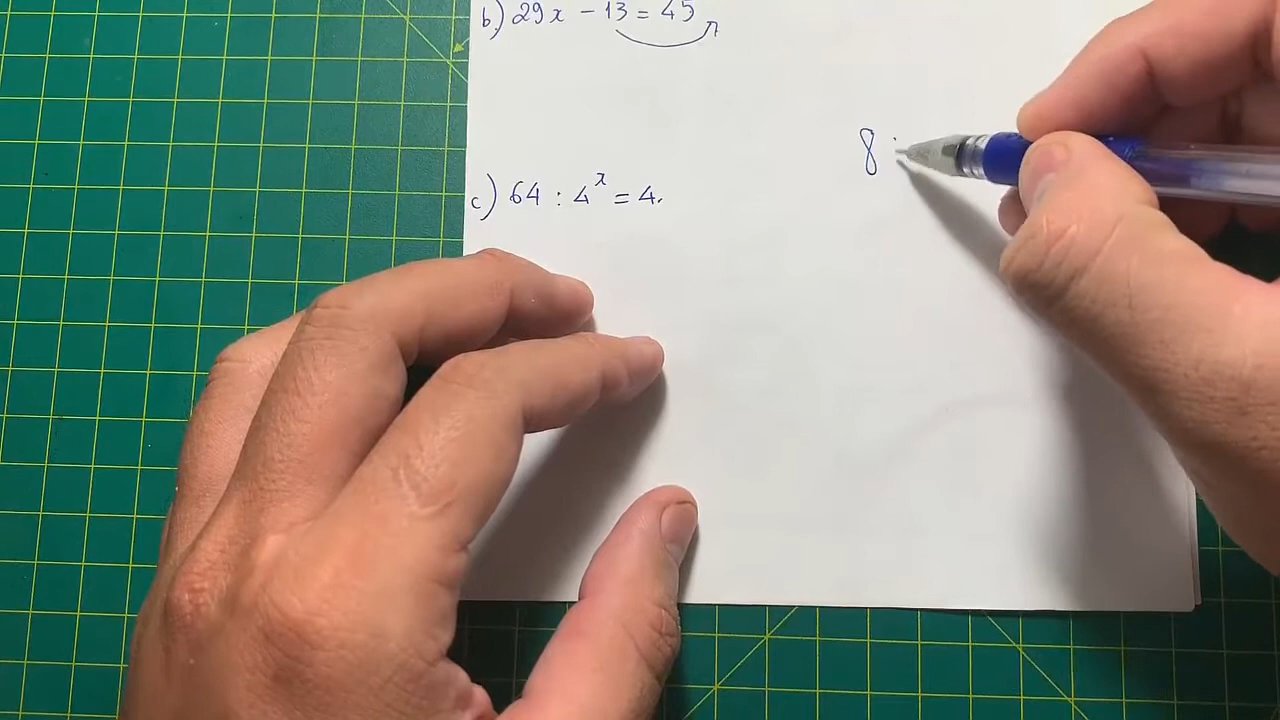 b) 29x - 13 = 45
c) 64 : 4^x = 4.
8 :